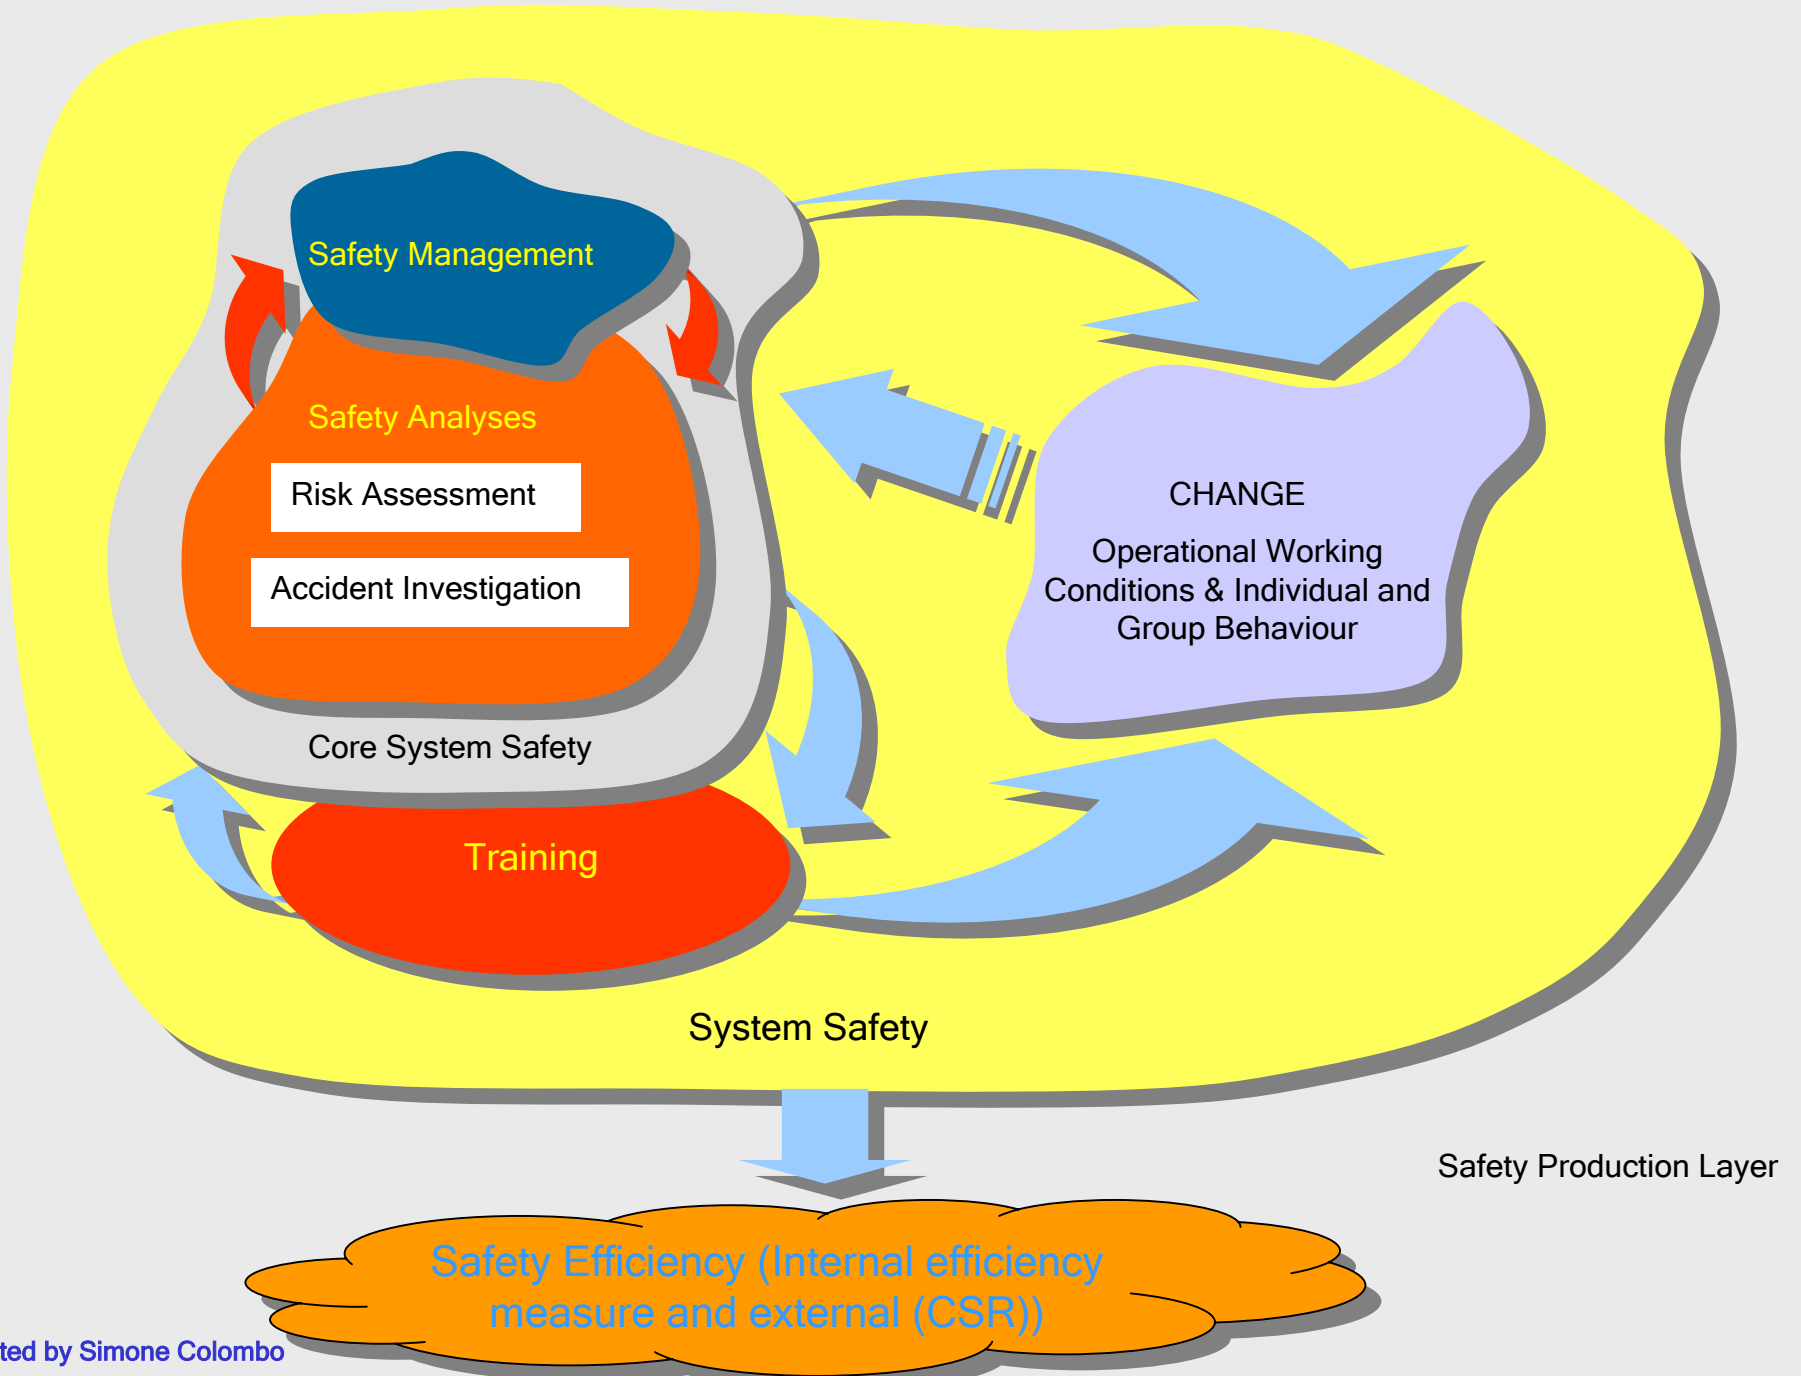 Safety Management
Safety Analyses
Risk Assessment
Accident Investigation
Core System Safety
Training
CHANGE
Operational Working
Conditions & Individual and
Group Behaviour
System Safety
Safety Production Layer
Safety Efficiency (Internal efficiency
measure and external (CSR))
ted by Simone Colombo